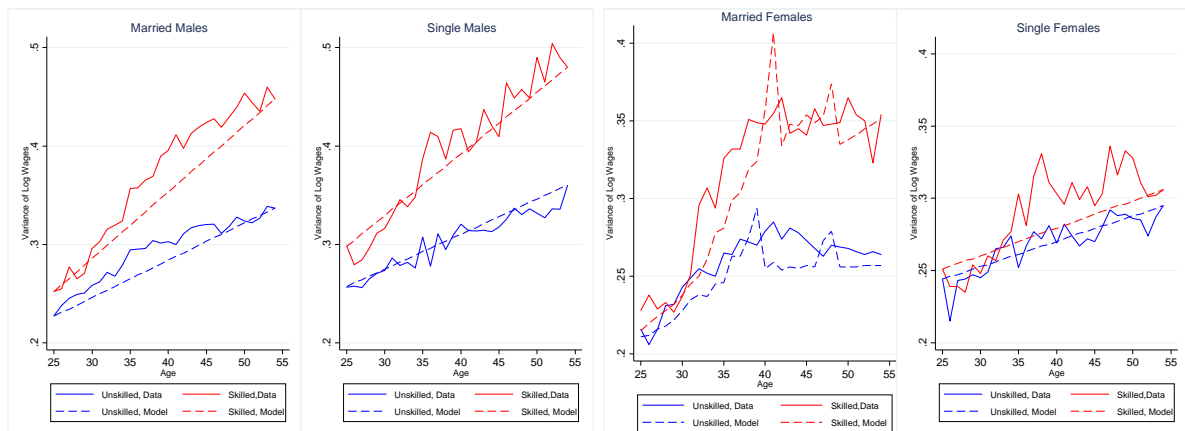 Married Males
Variance of Log Wages
.5
.4
.3
.2
25 30 35 40 45 50 55
Age
Unskilled, Data Skilled,Data
Unskilled, Model Skilled, Model
Single Males
Variance of Log Wages
.5
.4
.3
.2
25 30 35 40 45 50 55
Age
Unskilled, Data Skilled,Data
Unskilled, Model Skilled, Model
Married Females
Variance of Log Wages
.4
.35
.3
.25
.2
25 30 35 40 45 50 55
Age
Unskilled, Data Skilled,Data
Unskilled, Model Skilled, Model
Single Females
Variance of Log Wages
.4
.35
.3
.25
.2
25 30 35 40 45 50 55
Age
Unskilled, Data Skilled,Data
Unskilled, Model Skilled, Model